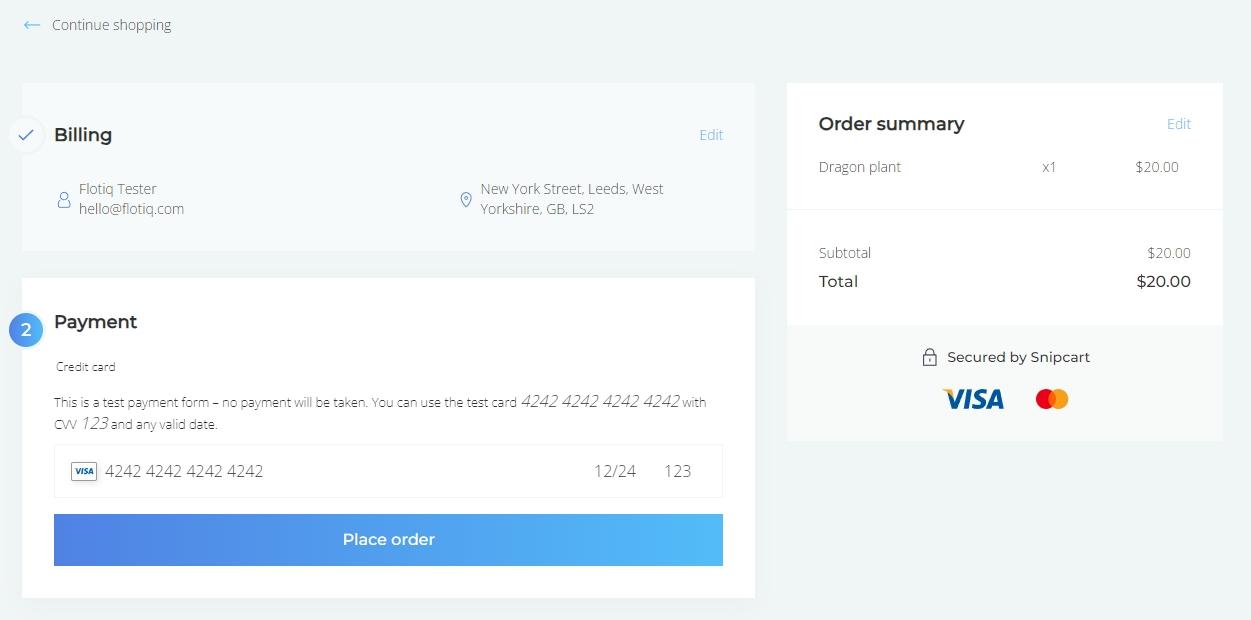 Continue shopping
Billing
Edit
Flotiq Tester
hello@flotiq.com
New York Street, Leeds, West
Yorkshire, GB, LS2
2
Payment
Credit card
This is a test payment form – no payment will be taken. You can use the test card 4242 4242 4242 4242 with
CVV 123 and any valid date.
VISA 4242 4242 4242 4242 12/24 123
Place order
Order summary
Edit
Dragon plant x1 $20.00
Subtotal $20.00
Total $20.00
Secured by Snipcart
VISA